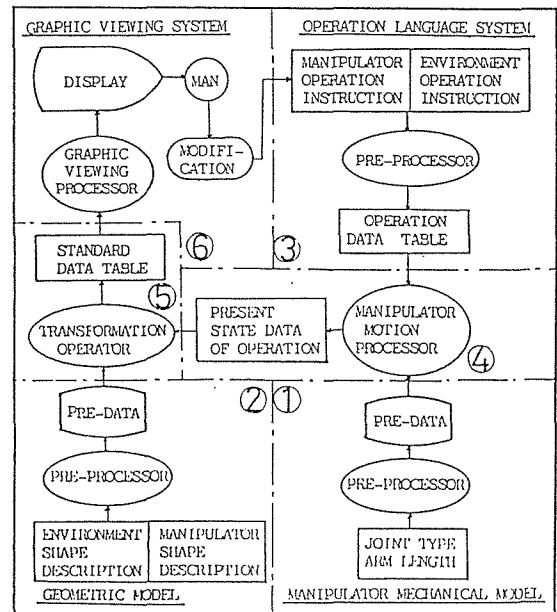 GRAPHIC VIEWING SYSTEM
OPERATION LANGUAGE SYSTEM
DISPLAY
MAN
MODIFI-
CATION
GRAPHIC
VIEWING
PROCESSOR
MANIPULATOR
OPERATION
INSTRUCTION
ENVIRONMENT
OPERATION
INSTRUCTION
PRE-PROCESSOR
OPERATION
DATA TABLE
⑥
③
STANDARD
DATA TABLE
⑤
TRANSFORMATION
OPERATOR
PRESENT
STATE DATA
OF OPERATION
MANIPULATOR
MOTION
PROCESSOR
④
②
①
PRE-DATA
PRE-PROCESSOR
ENVIRONMENT
SHAPE
DESCRIPTION
MANIPULATOR
SHAPE
DESCRIPTION
GEOMETRIC MODEL
PRE-DATA
PRE-PROCESSOR
JOINT TYPE
ARM LENGTH
MANIPULATOR MECHANICAL MODEL